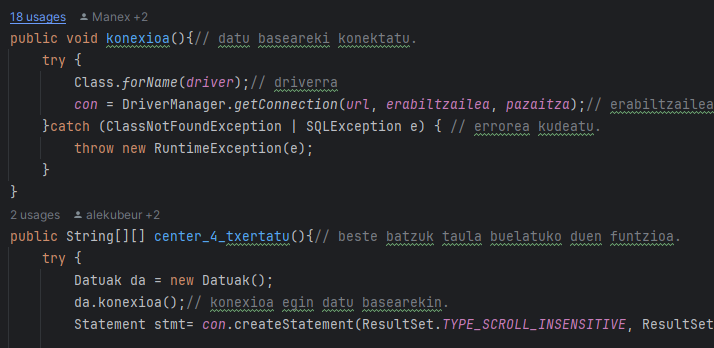 18 usages Manex +2
public void konexioa(){// datu baseareki konektatu.
try {
Class.forName(driver);// driverra
con = DriverManager.getConnection(url, erabiltzailea, pazaitza);// erabiltzailea
}catch (ClassNotFoundException | SQLException e) { // errorea kudeatu.
throw new RuntimeException(e);
}
}
2 usages alekubeur +2
public String[][] center_4_txertatu(){// beste batzuk taula buelatuko duen funtzioa.
try {
Datuak da = new Datuak();
da.konexioa();// konexioa egin datu basearekin.
Statement stmt= con.createStatement(ResultSet.TYPE_SCROLL_INSENSITIVE, ResultSet